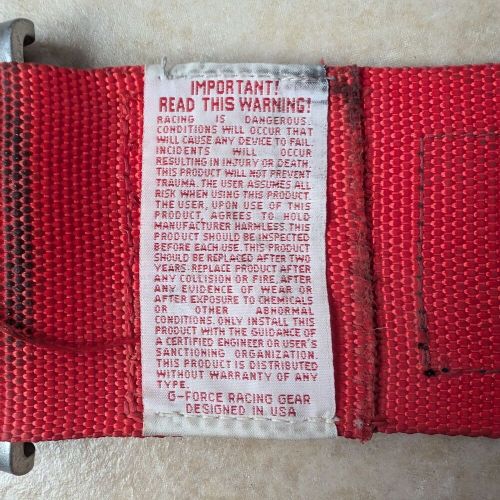 IMPORTANT!
READ THIS WARNING!
RACING IS DANGEROUS.
CONDITIONS WILL OCCUR THAT
WILL CAUSE ANY DEVICE TO FAIL.
INCIDENTS WILL OCCUR
RESULTING IN INJURY OR DEATH.
THIS PRODUCT WILL NOT PREVENT
TRAUMA. THE USER ASSUMES ALL
RISK WHEN USING THIS PRODUCT.
THE USER, UPON USE OF THIS
PRODUCT, AGREES TO HOLD
MANUFACTURER HARMLESS. THIS
PRODUCT SHOULD BE INSPECTED
BEFORE EACH USE. THIS PRODUCT
SHOULD BE REPLACED AFTER TWO
YEARS. REPLACE PRODUCT AFTER
ANY COLLISION OR FIRE, AFTER
ANY EVIDENCE OF WEAR OR
AFTER EXPOSURE TO CHEMICALS
OR OTHER ABNORMAL
CONDITIONS. ONLY INSTALL THIS
PRODUCT WITH THE GUIDANCE OF
A CERTIFIED ENGINEER OR USER'S
SANCTIONING ORGANIZATION.
THIS PRODUCT IS DISTRIBUTED
WITHOUT WARRANTY OF ANY
TYPE.
G-FORCE RACING GEAR
DESIGNED IN USA